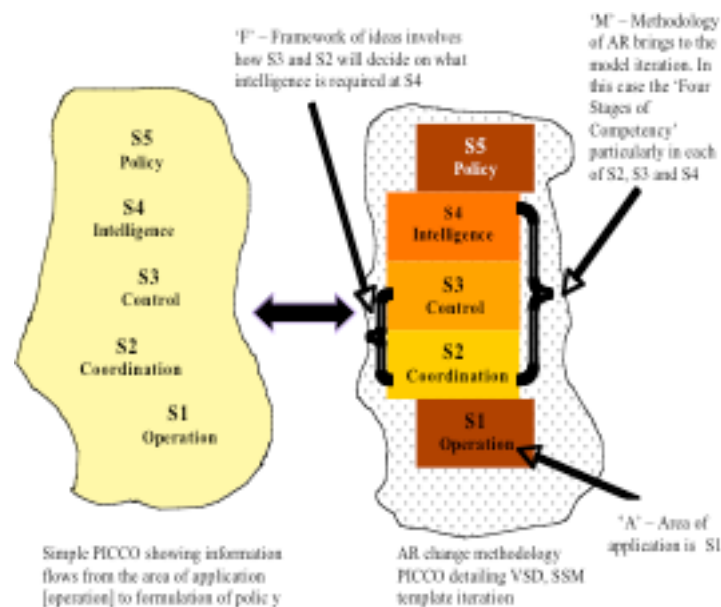 'F' – Framework of ideas involves
how S3 and S2 will decide on what
intelligence is required at S4
'M' – Methodology
of AR brings to the
model iteration. In
this case the 'Four
Stages of
Competency'
particularly in each
of S2, S3 and S4
S5
Policy
S4
Intelligence
S3
Control
S2
Coordination
S1
Operation
S5
Policy
S4
Intelligence
S3
Control
S2
Coordination
S1
Operation
'A' – Area of
application is S1
Simple PICCO showing information
flows from the area of application
[operation] to formulation of polic y
AR change methodology
PICCO detailing VSD, SSM
template iteration